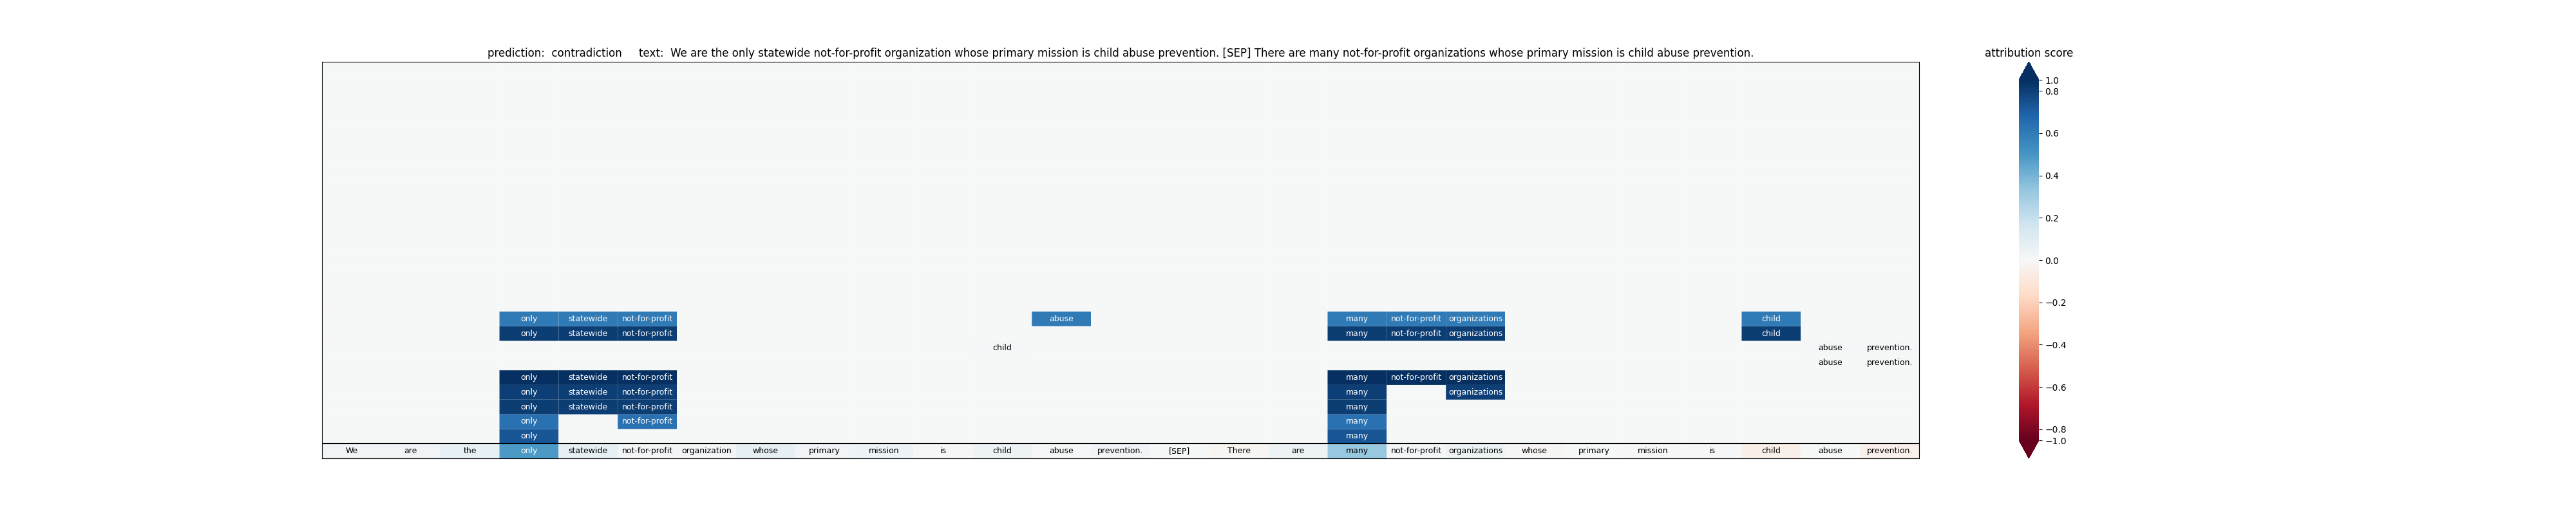 prediction:  contradiction     text:  We are the only statewide not-for-profit organization whose primary mission is child abuse prevention. [SEP] There are many not-for-profit organizations whose primary mission is child abuse prevention.
attribution score
1.0
0.8
0.6
0.4
0.2
0.0
−0.2
−0.4
−0.6
−0.8
−1.0
only statewide not-for-profit abuse many not-for-profit organizations child
only statewide not-for-profit many not-for-profit organizations child
child abuse prevention.
abuse prevention.
only statewide not-for-profit many not-for-profit organizations
only statewide not-for-profit many organizations
only statewide not-for-profit many
only not-for-profit many
only many
We are the only statewide not-for-profit organization whose primary mission is child abuse prevention. [SEP] There are many not-for-profit organizations whose primary mission is child abuse prevention.